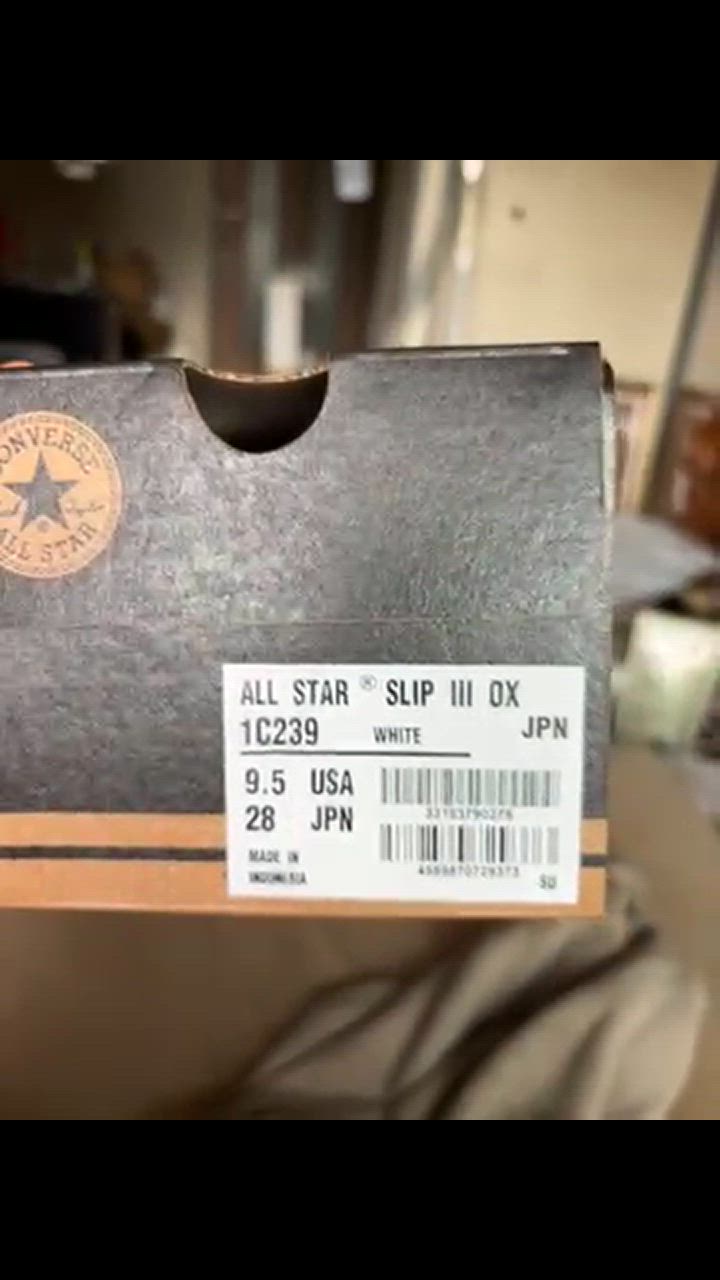 CONVERSE
ALL STAR
ALL STAR ® SLIP III OX
1C239 WHITE JPN
9.5 USA
28 JPN
MADE IN
INDONESIA
SU